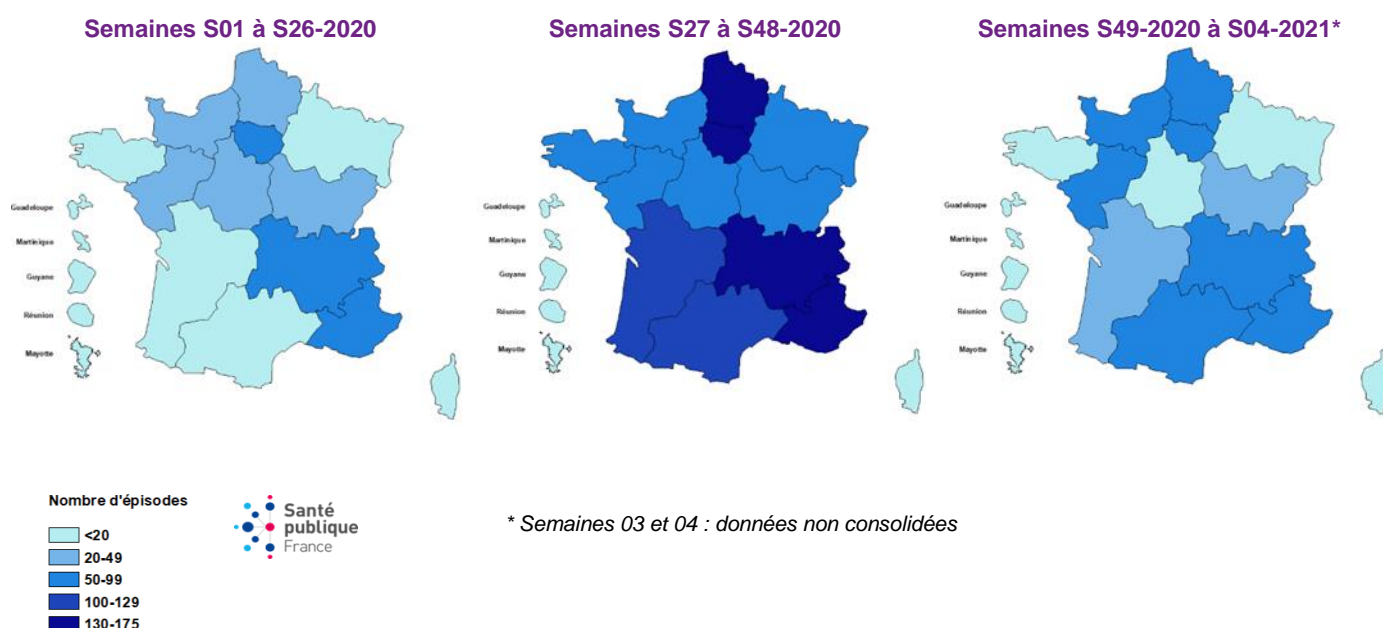 Semaines S01 à S26-2020
Semaines S27 à S48-2020
Semaines S49-2020 à S04-2021*
Guadeloupe
Martinique
Guyane
Réunion
Mayotte
Guadeloupe
Martinique
Guyane
Réunion
Mayotte
Guadeloupe
Martinique
Guyane
Réunion
Mayotte
Nombre d'épisodes
<20
20-49
50-99
100-129
130-175
Santé
publique
France
* Semaines 03 et 04 : données non consolidées